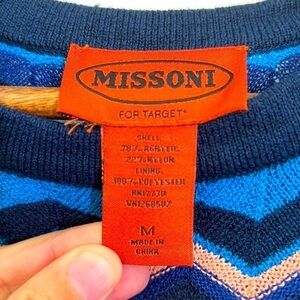 MISSONI
FOR TARGET
SHELL
78% ACRYLIC
22% NYLON
LINING
100% POLYESTER
M
MADE IN
CHINA